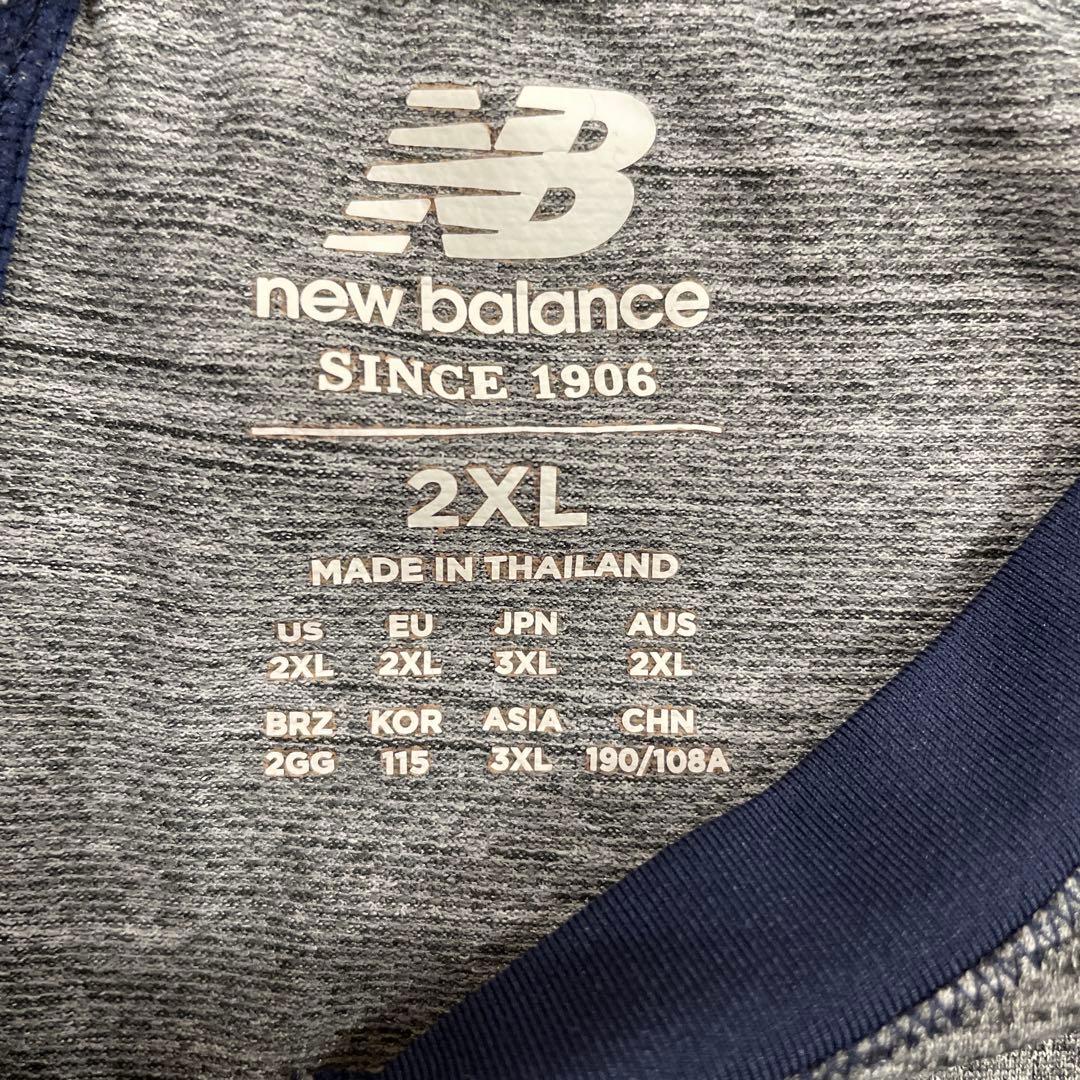 NB
new balance
SINCE 1906
2XL
MADE IN THAILAND
US EU JPN AUS
2XL 2XL 3XL 2XL
BRZ KOR ASIA CHN
2GG 115 3XL 190/108A